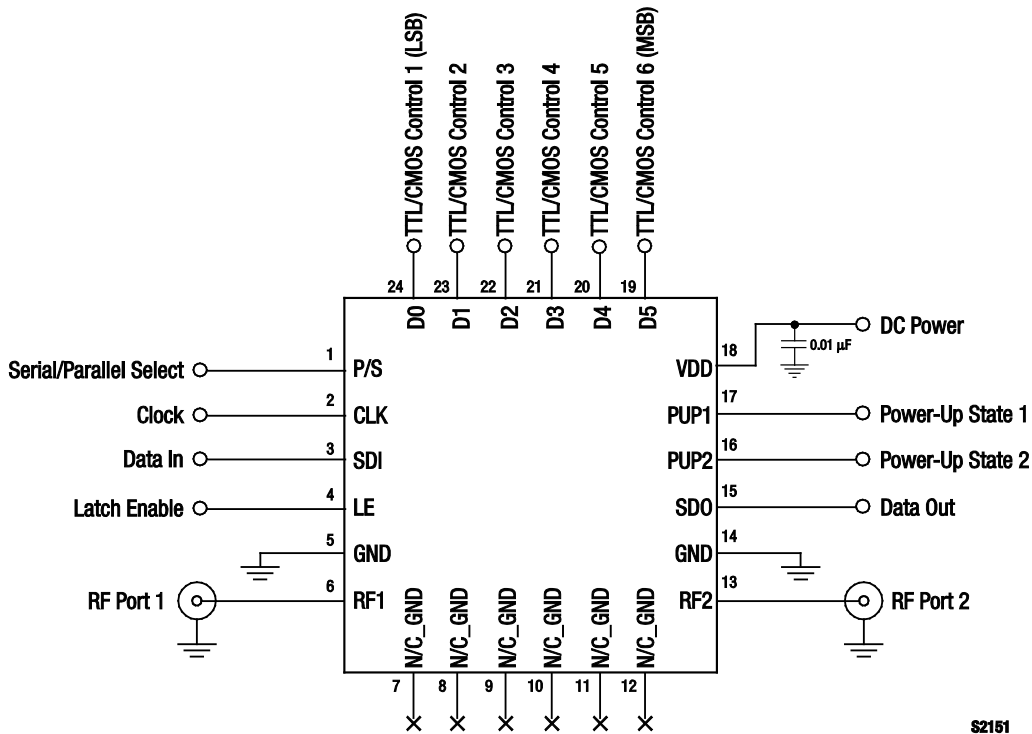 TTL/CMOS Control 1 (LSB)
TTL/CMOS Control 2
TTL/CMOS Control 3
TTL/CMOS Control 4
TTL/CMOS Control 5
TTL/CMOS Control 6 (MSB)
24
23
22
21
20
19
D0
D1
D2
D3
D4
D5
Serial/Parallel Select
1
P/S
Clock
2
CLK
Data In
3
SDI
Latch Enable
4
LE
5
GND
RF Port 1
6
RF1
DC Power
0.01 µF
18
VDD
17
PUP1
Power-Up State 1
16
PUP2
Power-Up State 2
15
SDO
Data Out
14
GND
13
RF2
RF Port 2
N/C_GND
N/C_GND
N/C_GND
N/C_GND
N/C_GND
N/C_GND
7
8
9
10
11
12
S2151